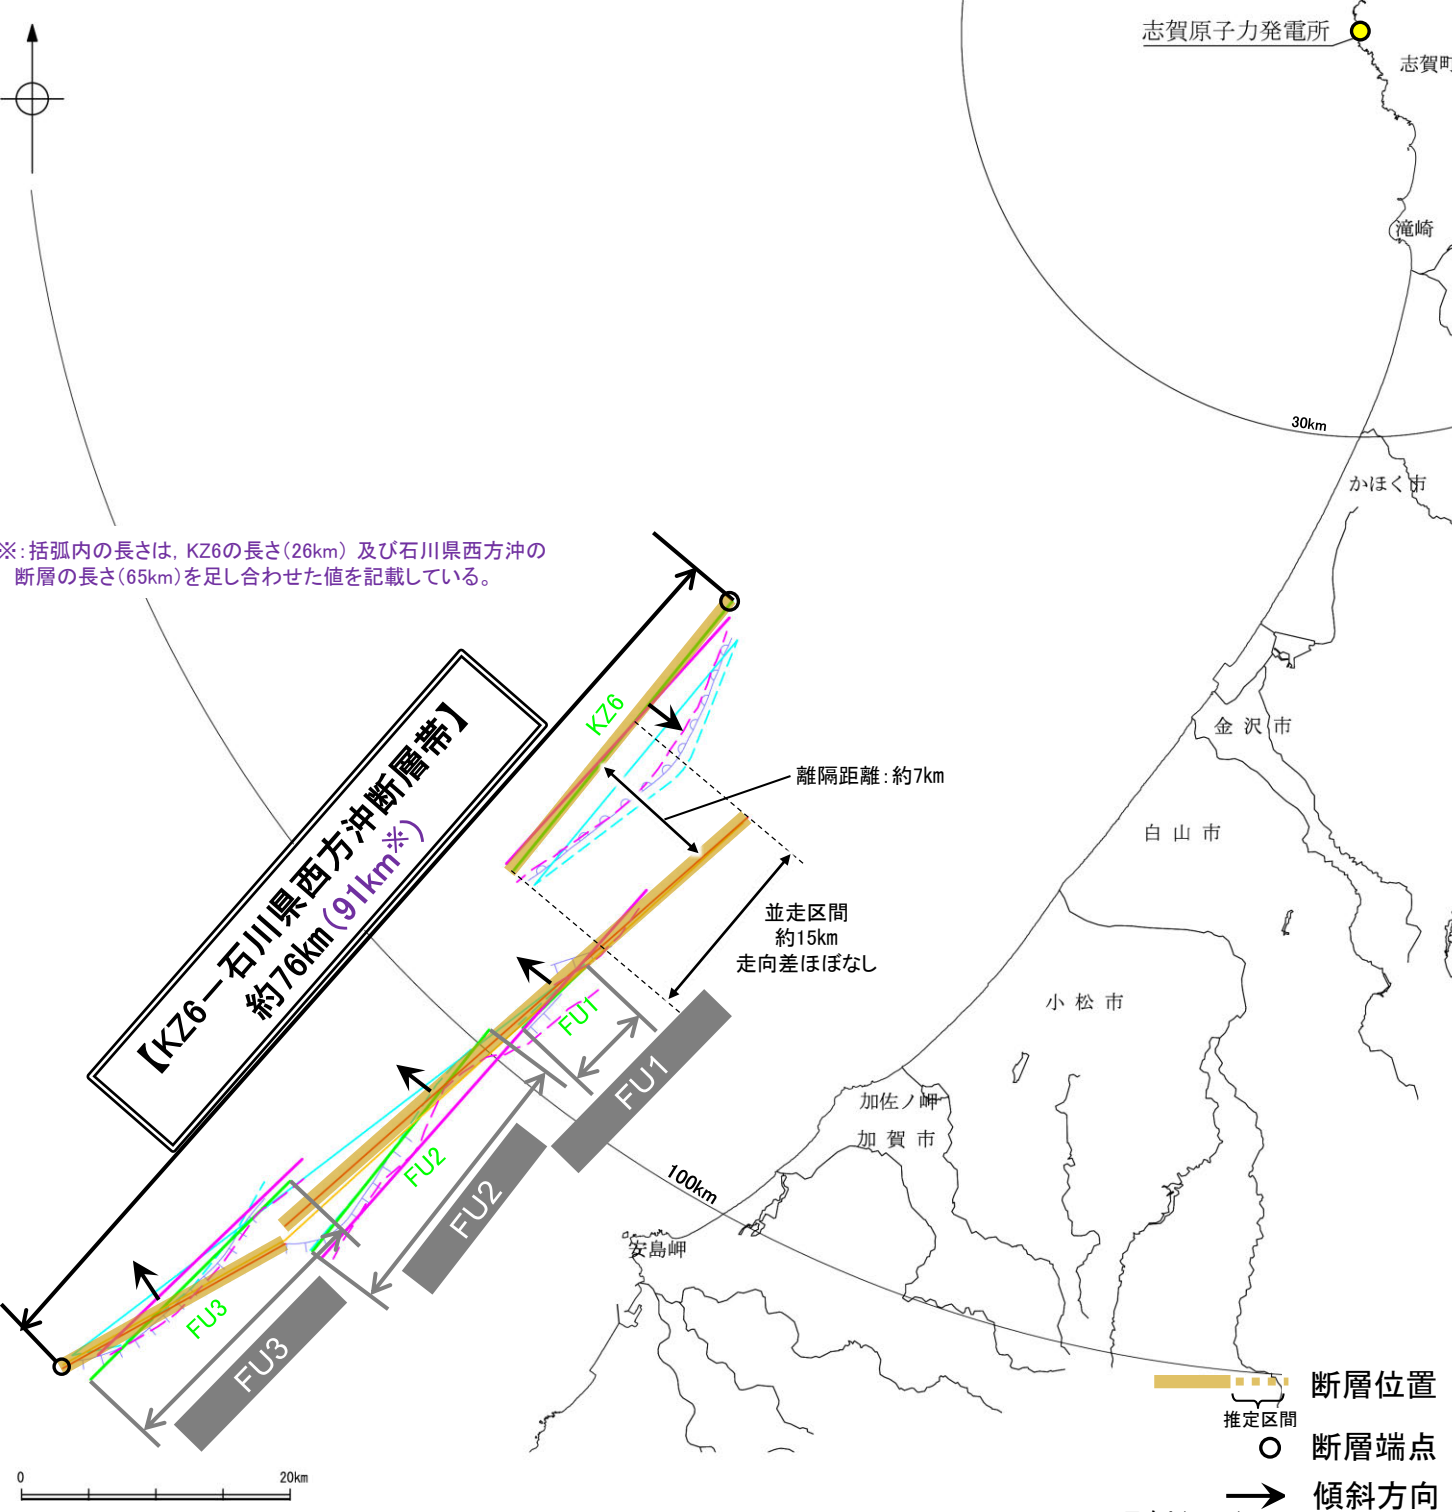 志賀原子力発電所
志賀町
滝崎
30km
かほく市
※：括弧内の長さは，KZ6の長さ(26km) 及び石川県西方沖の
断層の長さ(65km)を足し合わせた値を記載している。
KZ6
金 沢 市
離隔距離：約7km
【KZ6－石川県西方沖断層帯】
約76km(91km※)
白 山 市
並走区間
約15km
走向差ほぼなし
小 松 市
FU1
FU1
加佐ノ岬
加 賀 市
FU2
FU2
100km
安島岬
FU3
FU3
断層位置
推定区間
断層端点
傾斜方向
0
20km